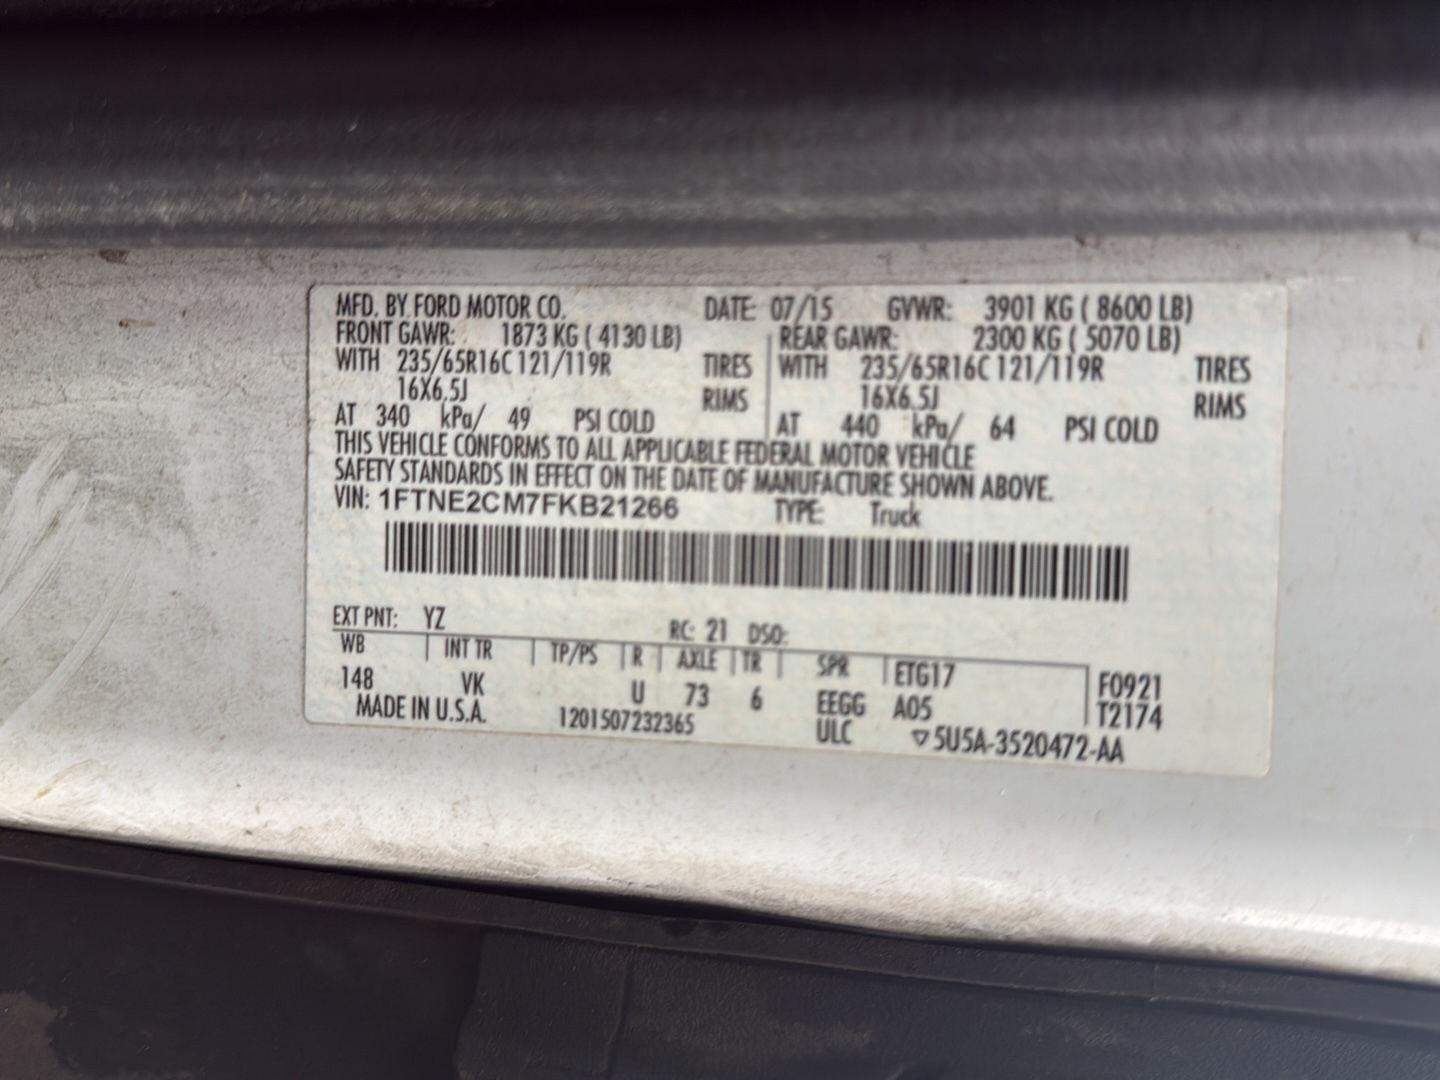 MFD. BY FORD MOTOR CO. DATE: 07/15 GVWR: 3901 KG ( 8600 LB)
FRONT GAWR: 1873 KG ( 4130 LB) REAR GAWR: 2300 KG ( 5070 LB)
WITH 235/65R16C 121/119R TIRES WITH 235/65R16C 121/119R TIRES
16X6.5J RIMS 16X6.5J RIMS
AT 340 kPa/ 49 PSI COLD AT 440 kPa/ 64 PSI COLD
THIS VEHICLE CONFORMS TO ALL APPLICABLE FEDERAL MOTOR VEHICLE
SAFETY STANDARDS IN EFFECT ON THE DATE OF MANUFACTURE SHOWN ABOVE.
VIN: 1FTNE2CM7FKB21266 TYPE: Truck
EXT PNT: YZ RC: 21 DSO:
WB INT TR TP/PS R AXLE TR SPR ETG17 F0921
148 VK U 73 6 EEGG A05 T2174
MADE IN U.S.A. 1201507232365 ULC ▽5U5A-3520472-AA